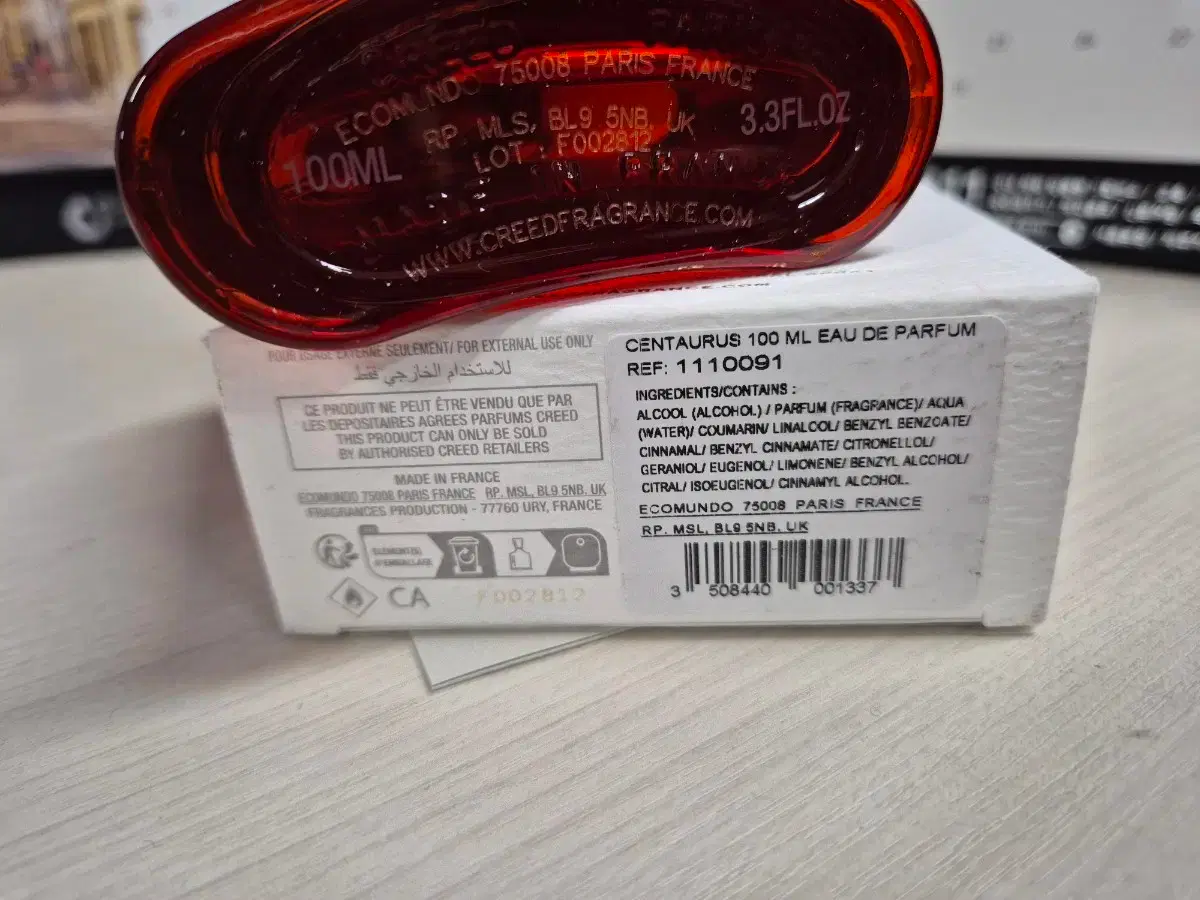 ECOMUNDO 75008 PARIS FRANCE
RP. MLS, BL9 5NB, UK
100ML
3.3FL.OZ
LOT : F002812
MADE IN FRANCE
WWW.CREEDFRAGRANCE.COM
POUR USAGE EXTERNE SEULEMENT/ FOR EXTERNAL USE ONLY
للاستخدام الخارجي فقط
CE PRODUIT NE PEUT ÊTRE VENDU QUE PAR
LES DEPOSITAIRES AGREES PARFUMS CREED
THIS PRODUCT CAN ONLY BE SOLD
BY AUTHORISED CREED RETAILERS
MADE IN FRANCE
ECOMUNDO 75008 PARIS FRANCE RP. MSL, BL9 5NB, UK
FRAGRANCES PRODUCTION - 77760 URY, FRANCE
ELEMENT(S)
D'EMBALLAGE
CA
F002812
CENTAURUS 100 ML EAU DE PARFUM
REF: 1110091
INGREDIENTS/CONTAINS :
ALCOOL (ALCOHOL) / PARFUM (FRAGRANCE)/ AQUA
(WATER)/ COUMARIN/ LINALOOL/ BENZYL BENZOATE/
CINNAMAL/ BENZYL CINNAMATE/ CITRONELLOL/
GERANIOL/ EUGENOL/ LIMONENE/ BENZYL ALCOHOL/
CITRAL/ ISOEUGENOL/ CINNAMYL ALCOHOL.
ECOMUNDO 75008 PARIS FRANCE
RP. MSL, BL9 5NB, UK
3 508440 001337